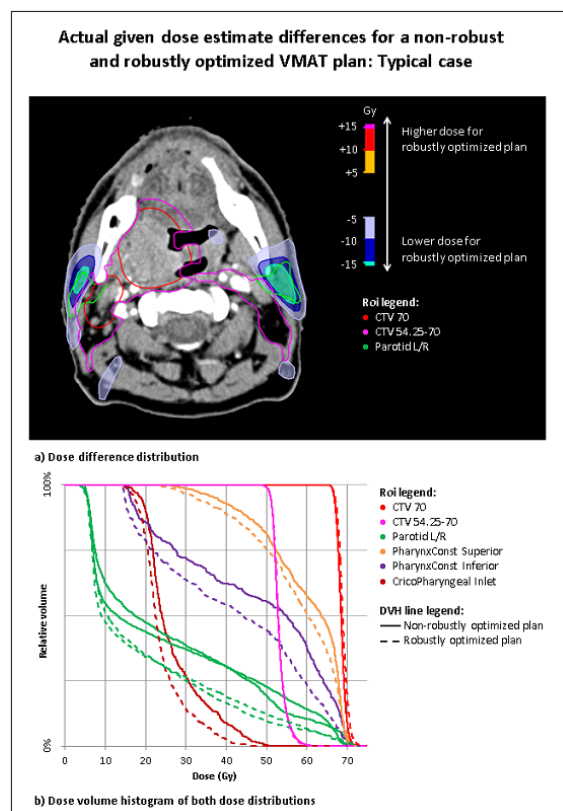 Actual given dose estimate differences for a non-robust
and robustly optimized VMAT plan: Typical case
Gy
+15
+10
+5
-5
-10
-15
Higher dose for
robustly optimized plan
Lower dose for
robustly optimized plan
Roi legend:
CTV 70
CTV 54.25-70
Parotid L/R
a) Dose difference distribution
100%
0%
Relative volume
0
10
20
30
40
50
60
70
Dose (Gy)
Roi legend:
CTV 70
CTV 54.25-70
Parotid L/R
PharynxConst Superior
PharynxConst Inferior
CricoPharyngeal Inlet
DVH line legend:
Non-robustly optimized plan
Robustly optimized plan
b) Dose volume histogram of both dose distributions